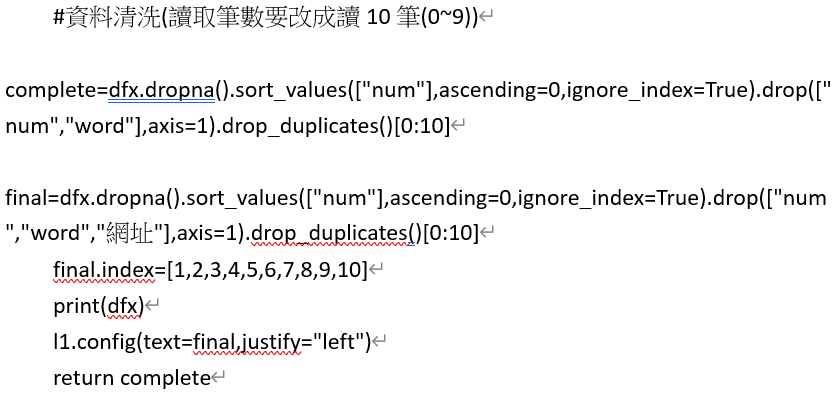 #資料清洗(讀取筆數要改成讀 10 筆(0~9))
complete=dfx.dropna().sort_values(["num"],ascending=0,ignore_index=True).drop(["
num","word"],axis=1).drop_duplicates()[0:10]
final=dfx.dropna().sort_values(["num"],ascending=0,ignore_index=True).drop(["num
","word","網址"],axis=1).drop_duplicates()[0:10]
final.index=[1,2,3,4,5,6,7,8,9,10]
print(dfx)
l1.config(text=final,justify="left")
return complete